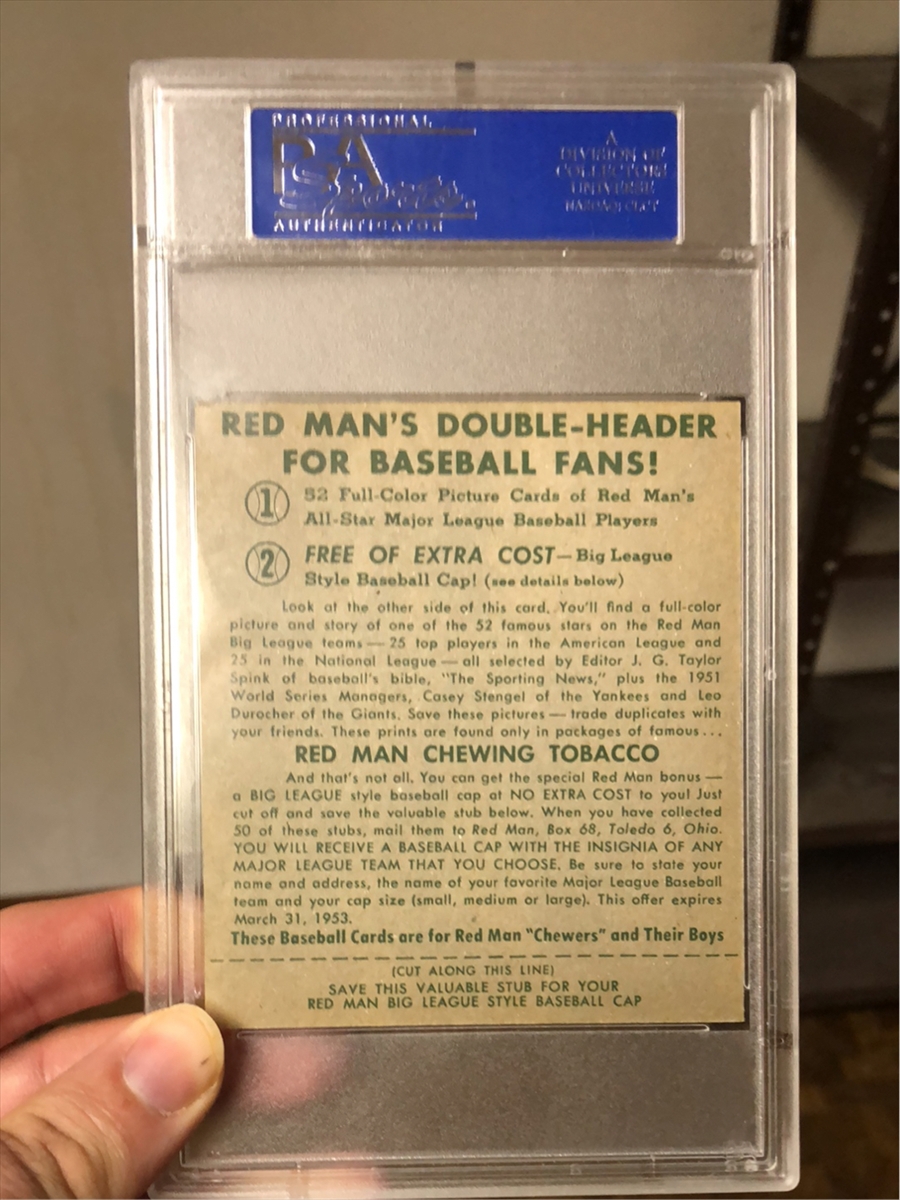 PROFESSIONAL
PSA
Sports.
AUTHENTICATOR
A
DIVISION OF
COLLECTORS
UNIVERSE
NASDAQ: CLCT
RED MAN'S DOUBLE-HEADER
FOR BASEBALL FANS!
1 52 Full-Color Picture Cards of Red Man's
All-Star Major League Baseball Players
2 FREE OF EXTRA COST—Big League
Style Baseball Cap! (see details below)
Look at the other side of this card. You'll find a full-color
picture and story of one of the 52 famous stars on the Red Man
Big League teams — 25 top players in the American League and
25 in the National League — all selected by Editor J. G. Taylor
Spink of baseball's bible, "The Sporting News," plus the 1951
World Series Managers, Casey Stengel of the Yankees and Leo
Durocher of the Giants. Save these pictures — trade duplicates with
your friends. These prints are found only in packages of famous...
RED MAN CHEWING TOBACCO
And that's not all. You can get the special Red Man bonus —
a BIG LEAGUE style baseball cap at NO EXTRA COST to you! Just
cut off and save the valuable stub below. When you have collected
50 of these stubs, mail them to Red Man, Box 68, Toledo 6, Ohio.
YOU WILL RECEIVE A BASEBALL CAP WITH THE INSIGNIA OF ANY
MAJOR LEAGUE TEAM THAT YOU CHOOSE. Be sure to state your
name and address, the name of your favorite Major League Baseball
team and your cap size (small, medium or large). This offer expires
March 31, 1953.
These Baseball Cards are for Red Man "Chewers" and Their Boys
(CUT ALONG THIS LINE)
SAVE THIS VALUABLE STUB FOR YOUR
RED MAN BIG LEAGUE STYLE BASEBALL CAP